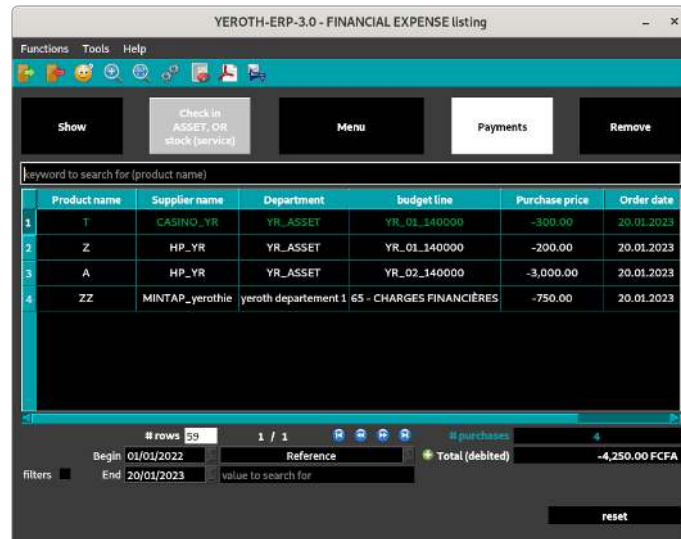 YEROTH-ERP-3.0 - FINANCIAL EXPENSE listing
Functions Tools Help
Show
Check in
ASSET, OR
stock (service)
Menu
Payments
Remove
keyword to search for (product name)
Product name Supplier name Department budget line Purchase price Order date
1 T CASINO_YR YR_ASSET YR_01_140000 -300.00 20.01.2023
2 Z HP_YR YR_ASSET YR_01_140000 -200.00 20.01.2023
3 A HP_YR YR_ASSET YR_02_140000 -3,000.00 20.01.2023
4 ZZ MINTAP_yerothie yeroth departement 1 65 - CHARGES FINANCIÈRES -750.00 20.01.2023
# rows 59 1 / 1 # purchases 4
Begin 01/01/2022 Reference Total (debited) -4,250.00 FCFA
filters End 20/01/2023 value to search for
reset